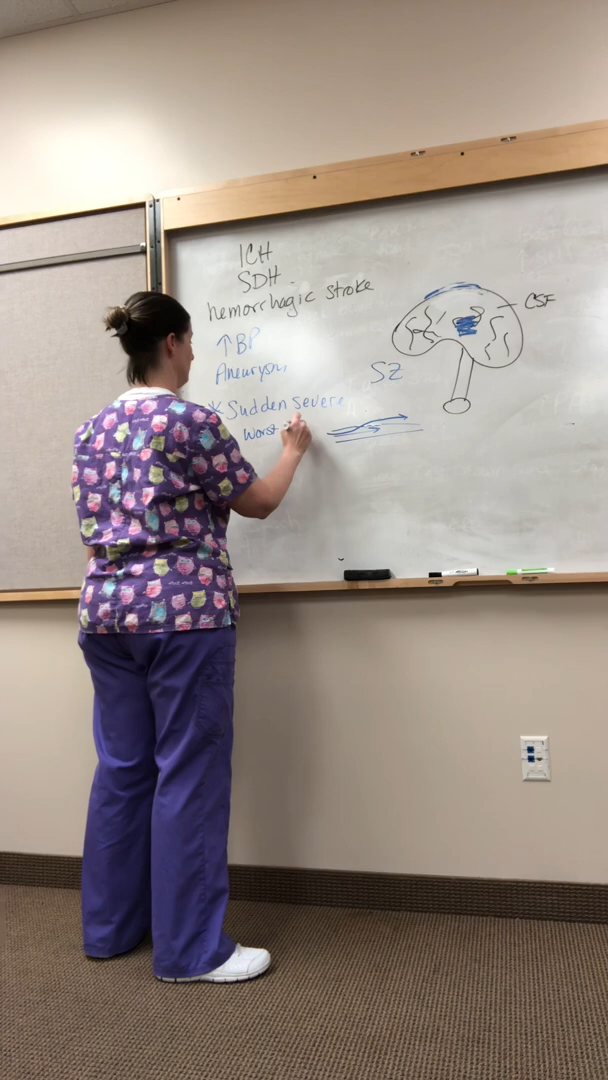 ICH
SDH
hemorrhagic stroke
↑BP
Aneurysm
* Sudden severe
Worst
SZ
CSF